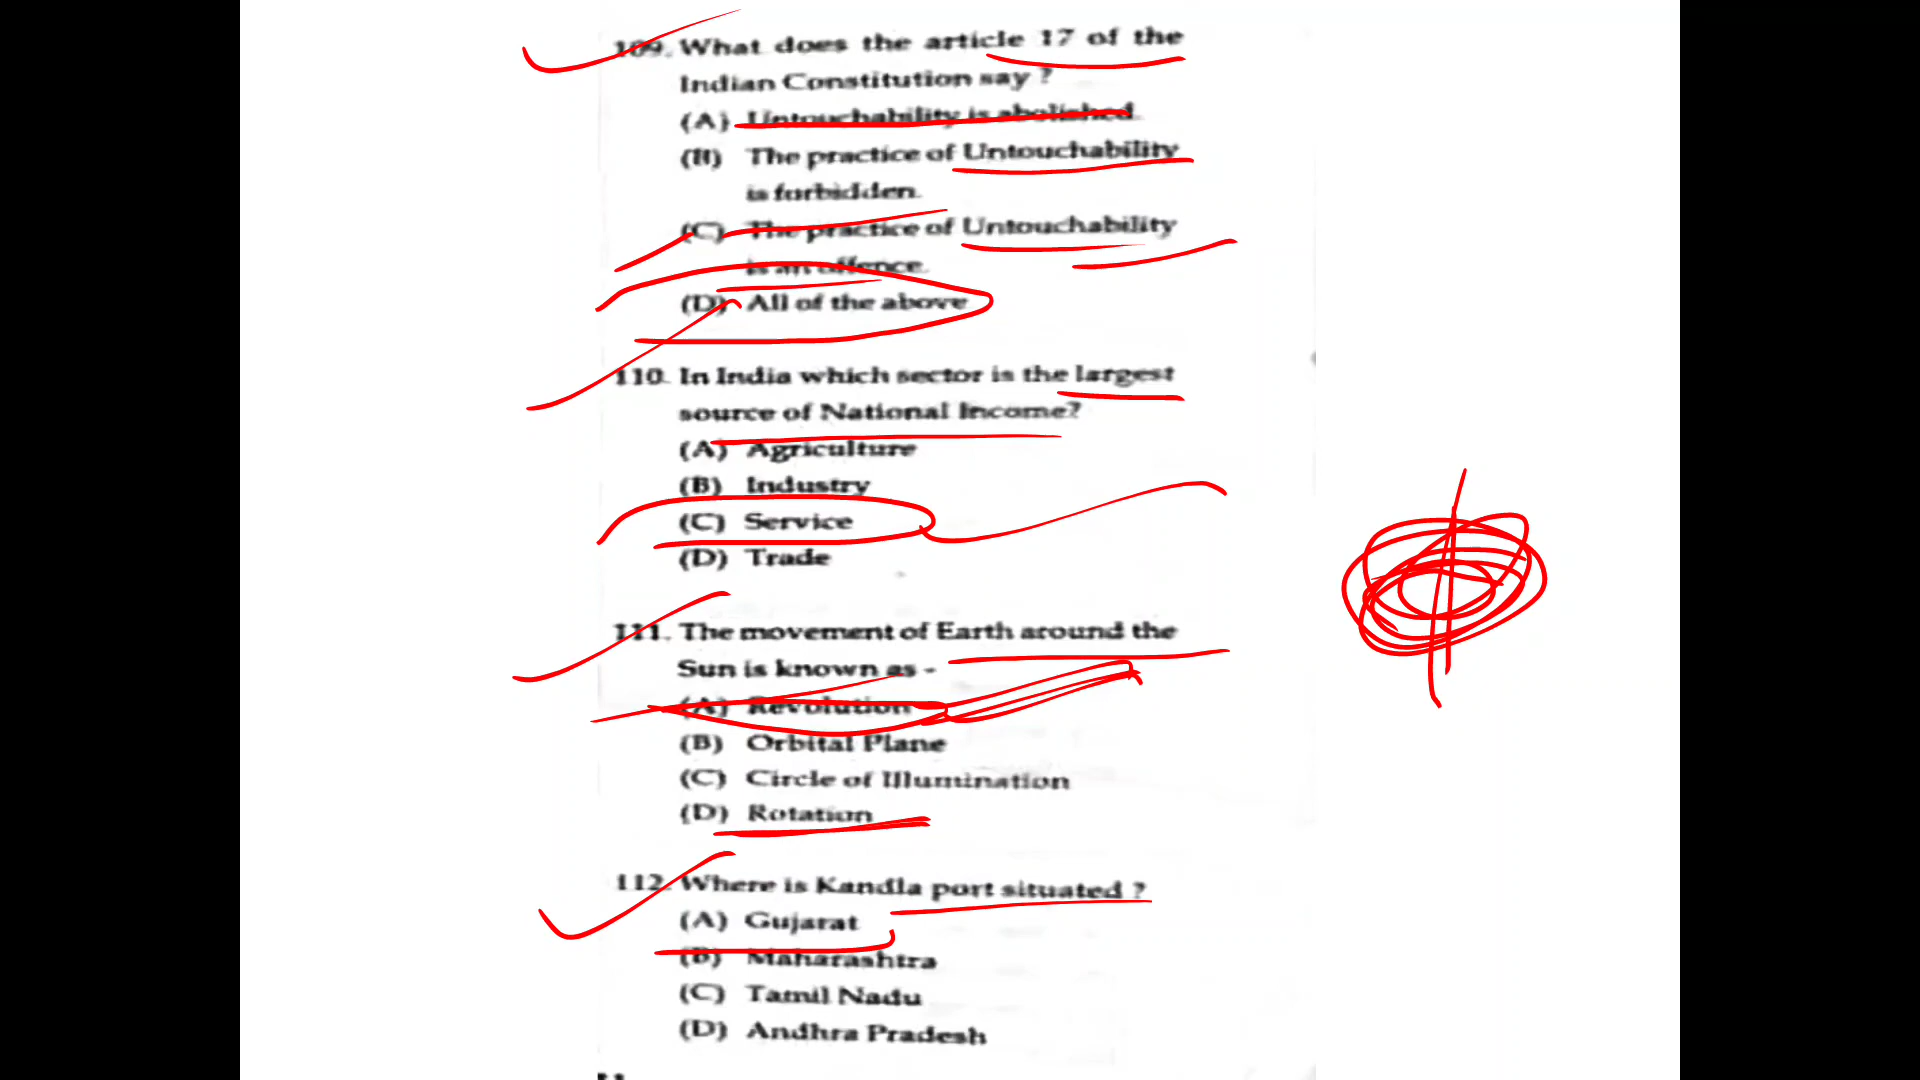 109. What does the article 17 of the
Indian Constitution say ?
(A) Untouchability is abolished.
(B) The practice of Untouchability
is forbidden.
(C) The practice of Untouchability
is an offence.
(D) All of the above
110. In India which sector is the largest
source of National Income?
(A) Agriculture
(B) Industry
(C) Service
(D) Trade
111. The movement of Earth around the
Sun is known as -
(A) Revolution
(B) Orbital Plane
(C) Circle of Illumination
(D) Rotation
112. Where is Kandla port situated ?
(A) Gujarat
(B) Maharashtra
(C) Tamil Nadu
(D) Andhra Pradesh